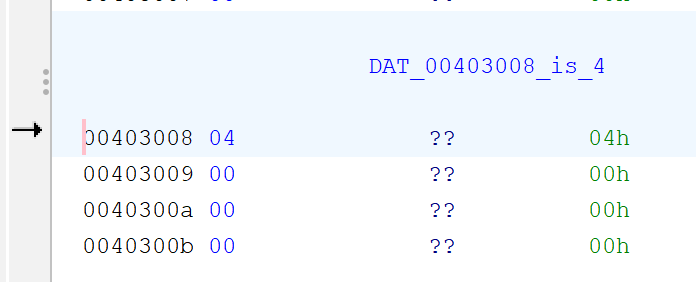 DAT_00403008_is_4
00403008 04 ?? 04h
00403009 00 ?? 00h
0040300a 00 ?? 00h
0040300b 00 ?? 00h